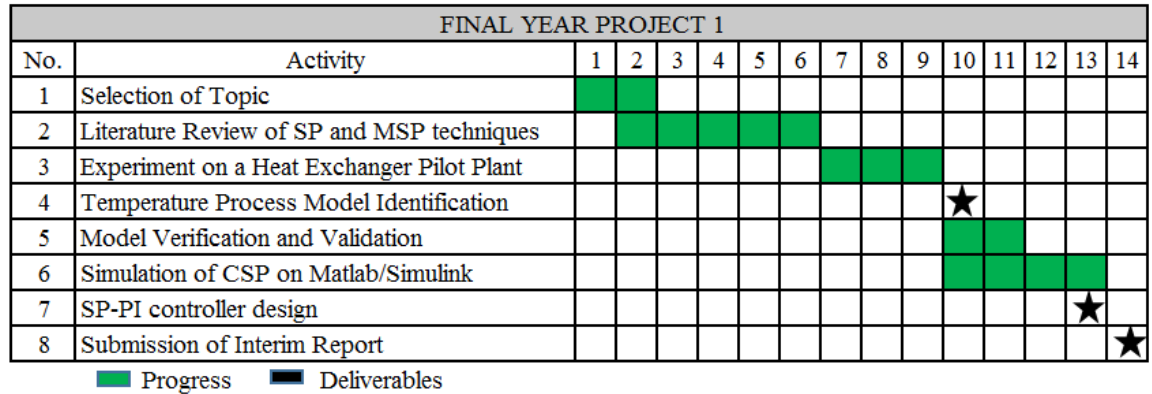 FINAL YEAR PROJECT 1
No. Activity 1 2 3 4 5 6 7 8 9 10 11 12 13 14
1 Selection of Topic
2 Literature Review of SP and MSP techniques
3 Experiment on a Heat Exchanger Pilot Plant
4 Temperature Process Model Identification
5 Model Verification and Validation
6 Simulation of CSP on Matlab/Simulink
7 SP-PI controller design
8 Submission of Interim Report
Progress Deliverables